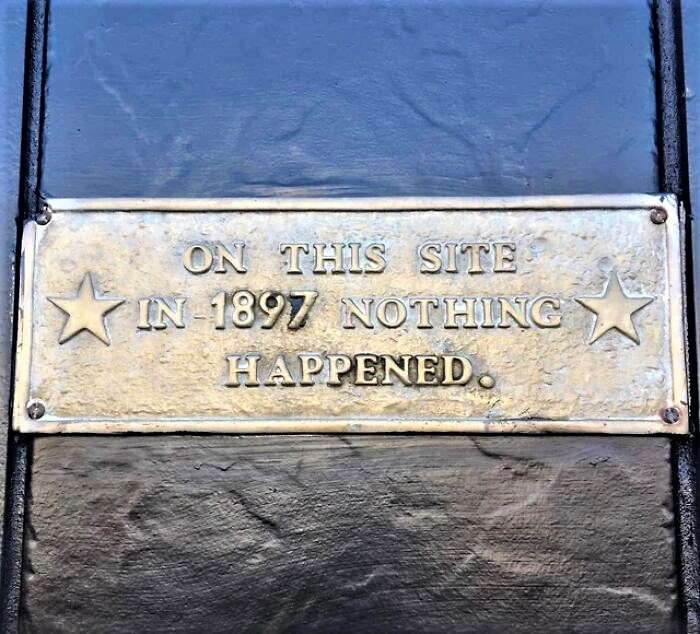 ON THIS SITE
IN 1897 NOTHING
HAPPENED.